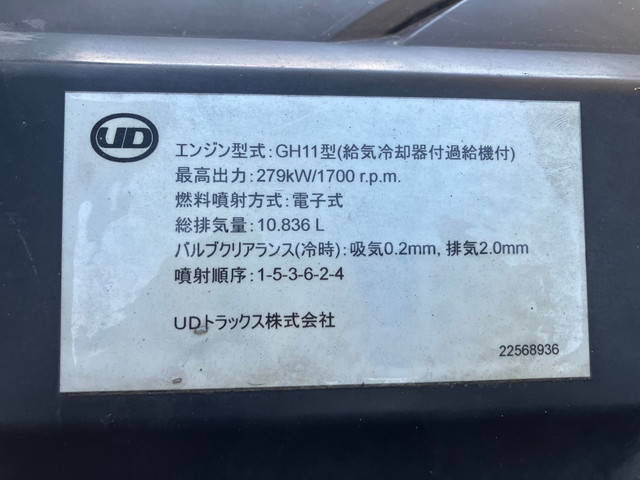 UD
エンジン型式:GH11型(給気冷却器付過給機付)
最高出力:279kW/1700 r.p.m.
燃料噴射方式:電子式
総排気量:10.836 L
バルブクリアランス(冷時):吸気0.2mm, 排気2.0mm
噴射順序:1-5-3-6-2-4
UDトラックス株式会社
22568936